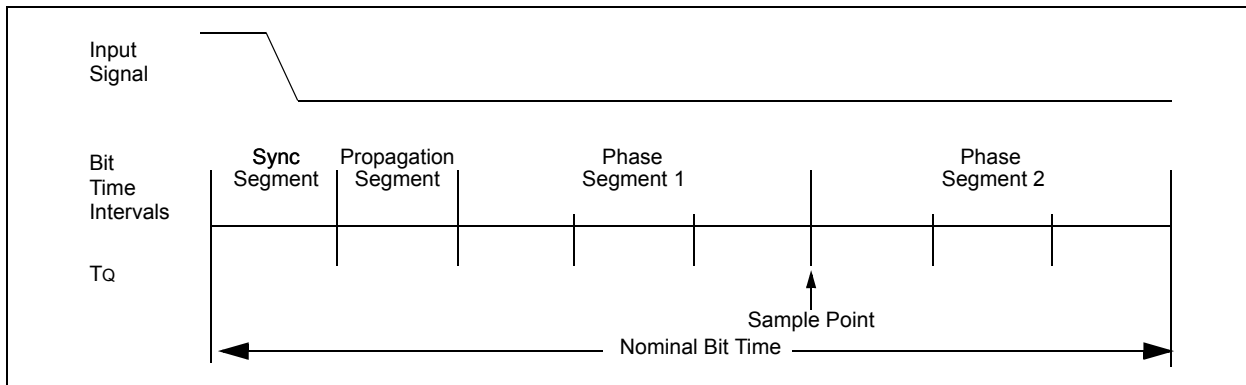 Input
Signal
Bit
Time
Intervals
Sync
Segment
Propagation
Segment
Phase
Segment 1
Phase
Segment 2
TQ
Sample Point
Nominal Bit Time